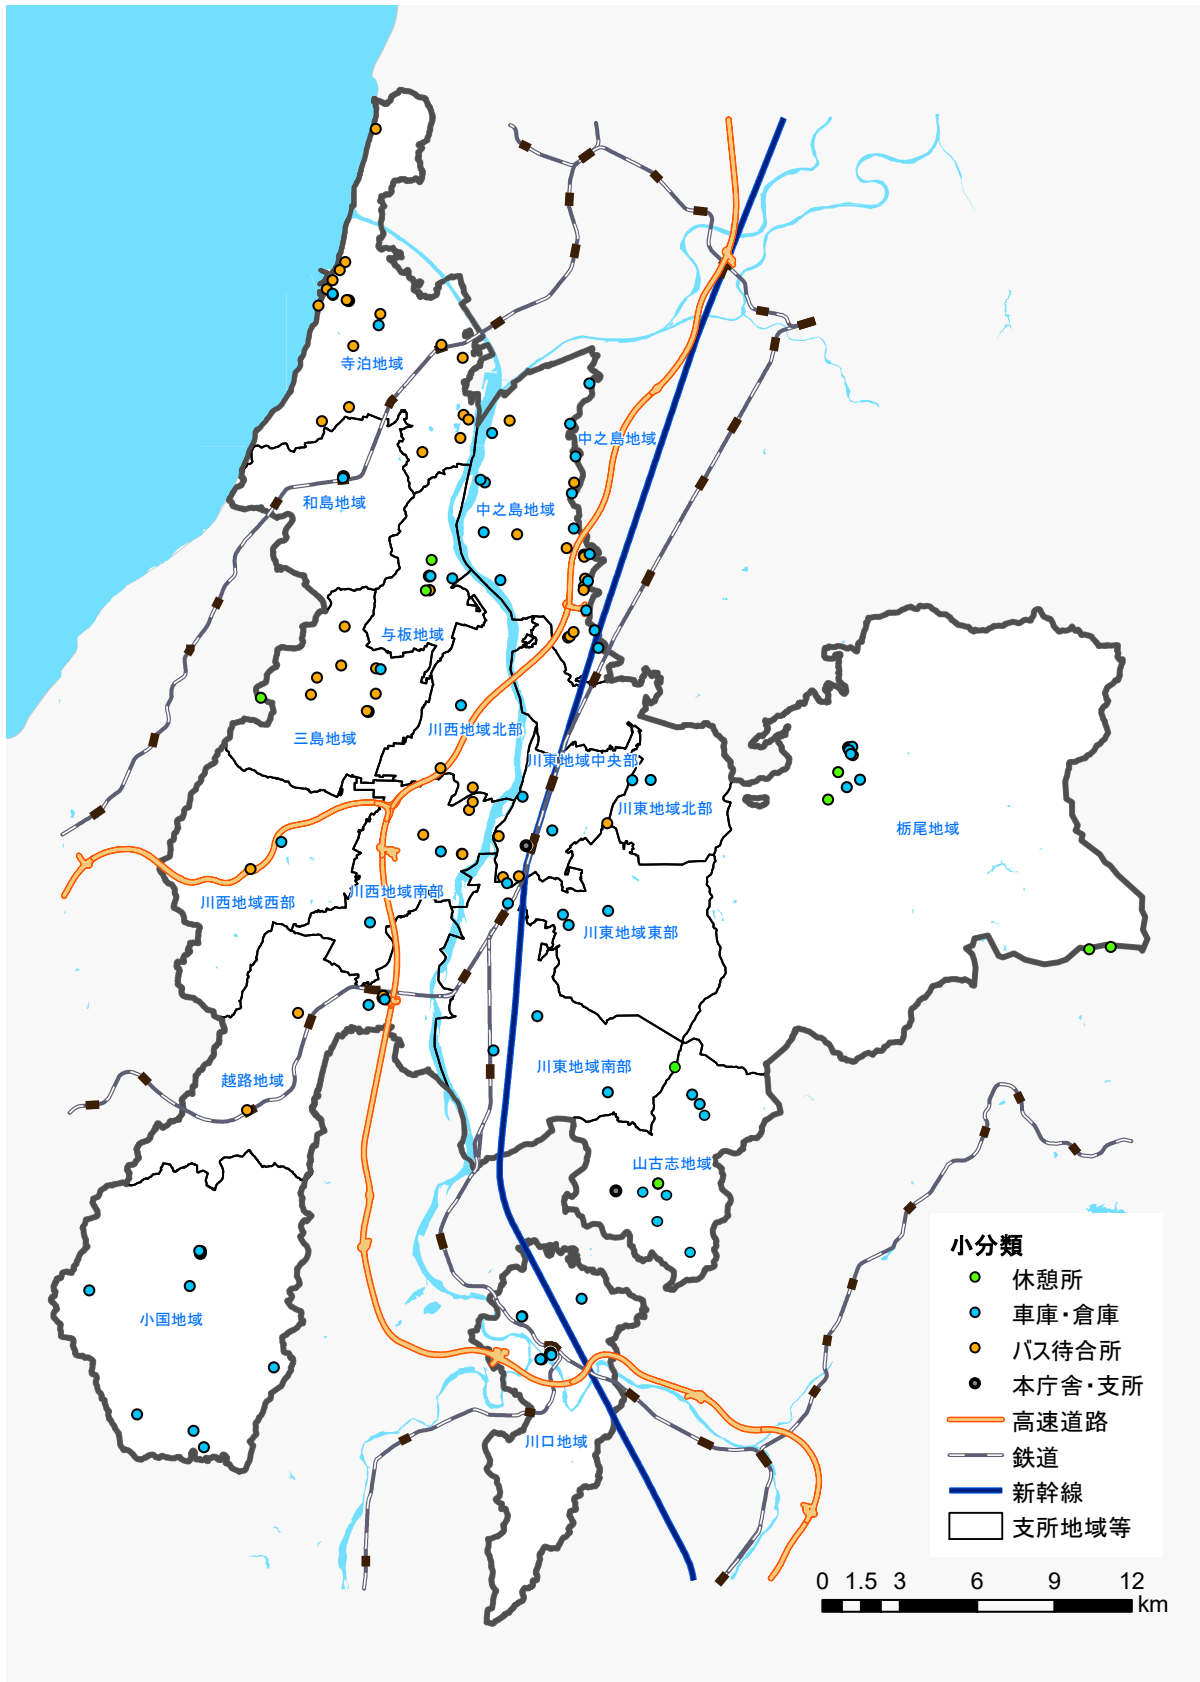 寺泊地域
中之島地域
和島地域
中之島地域
与板地域
川西地域北部
三島地域
川東地域中央部
川東地域北部
栃尾地域
川西地域南部
川西地域西部
川東地域東部
川東地域南部
越路地域
山古志地域
小国地域
川口地域
小分類
休憩所
車庫・倉庫
バス待合所
本庁舎・支所
高速道路
鉄道
新幹線
支所地域等
0 1.5 3 6 9 12
km